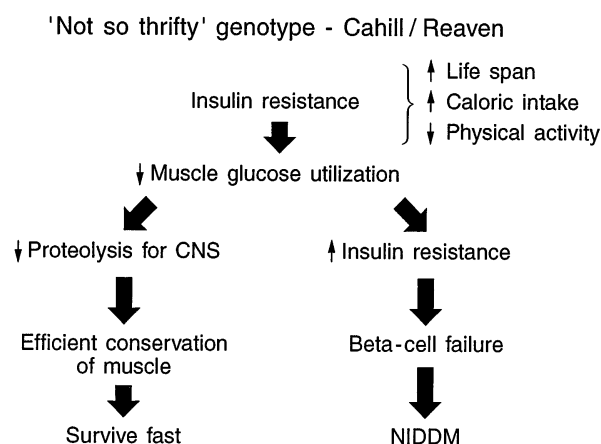 'Not so thrifty' genotype - Cahill / Reaven
↑ Life span
Insulin resistance
↑ Caloric intake
↓ Physical activity
↓ Muscle glucose utilization
↓ Proteolysis for CNS
↑ Insulin resistance
Efficient conservation
of muscle
Beta-cell failure
Survive fast
NIDDM